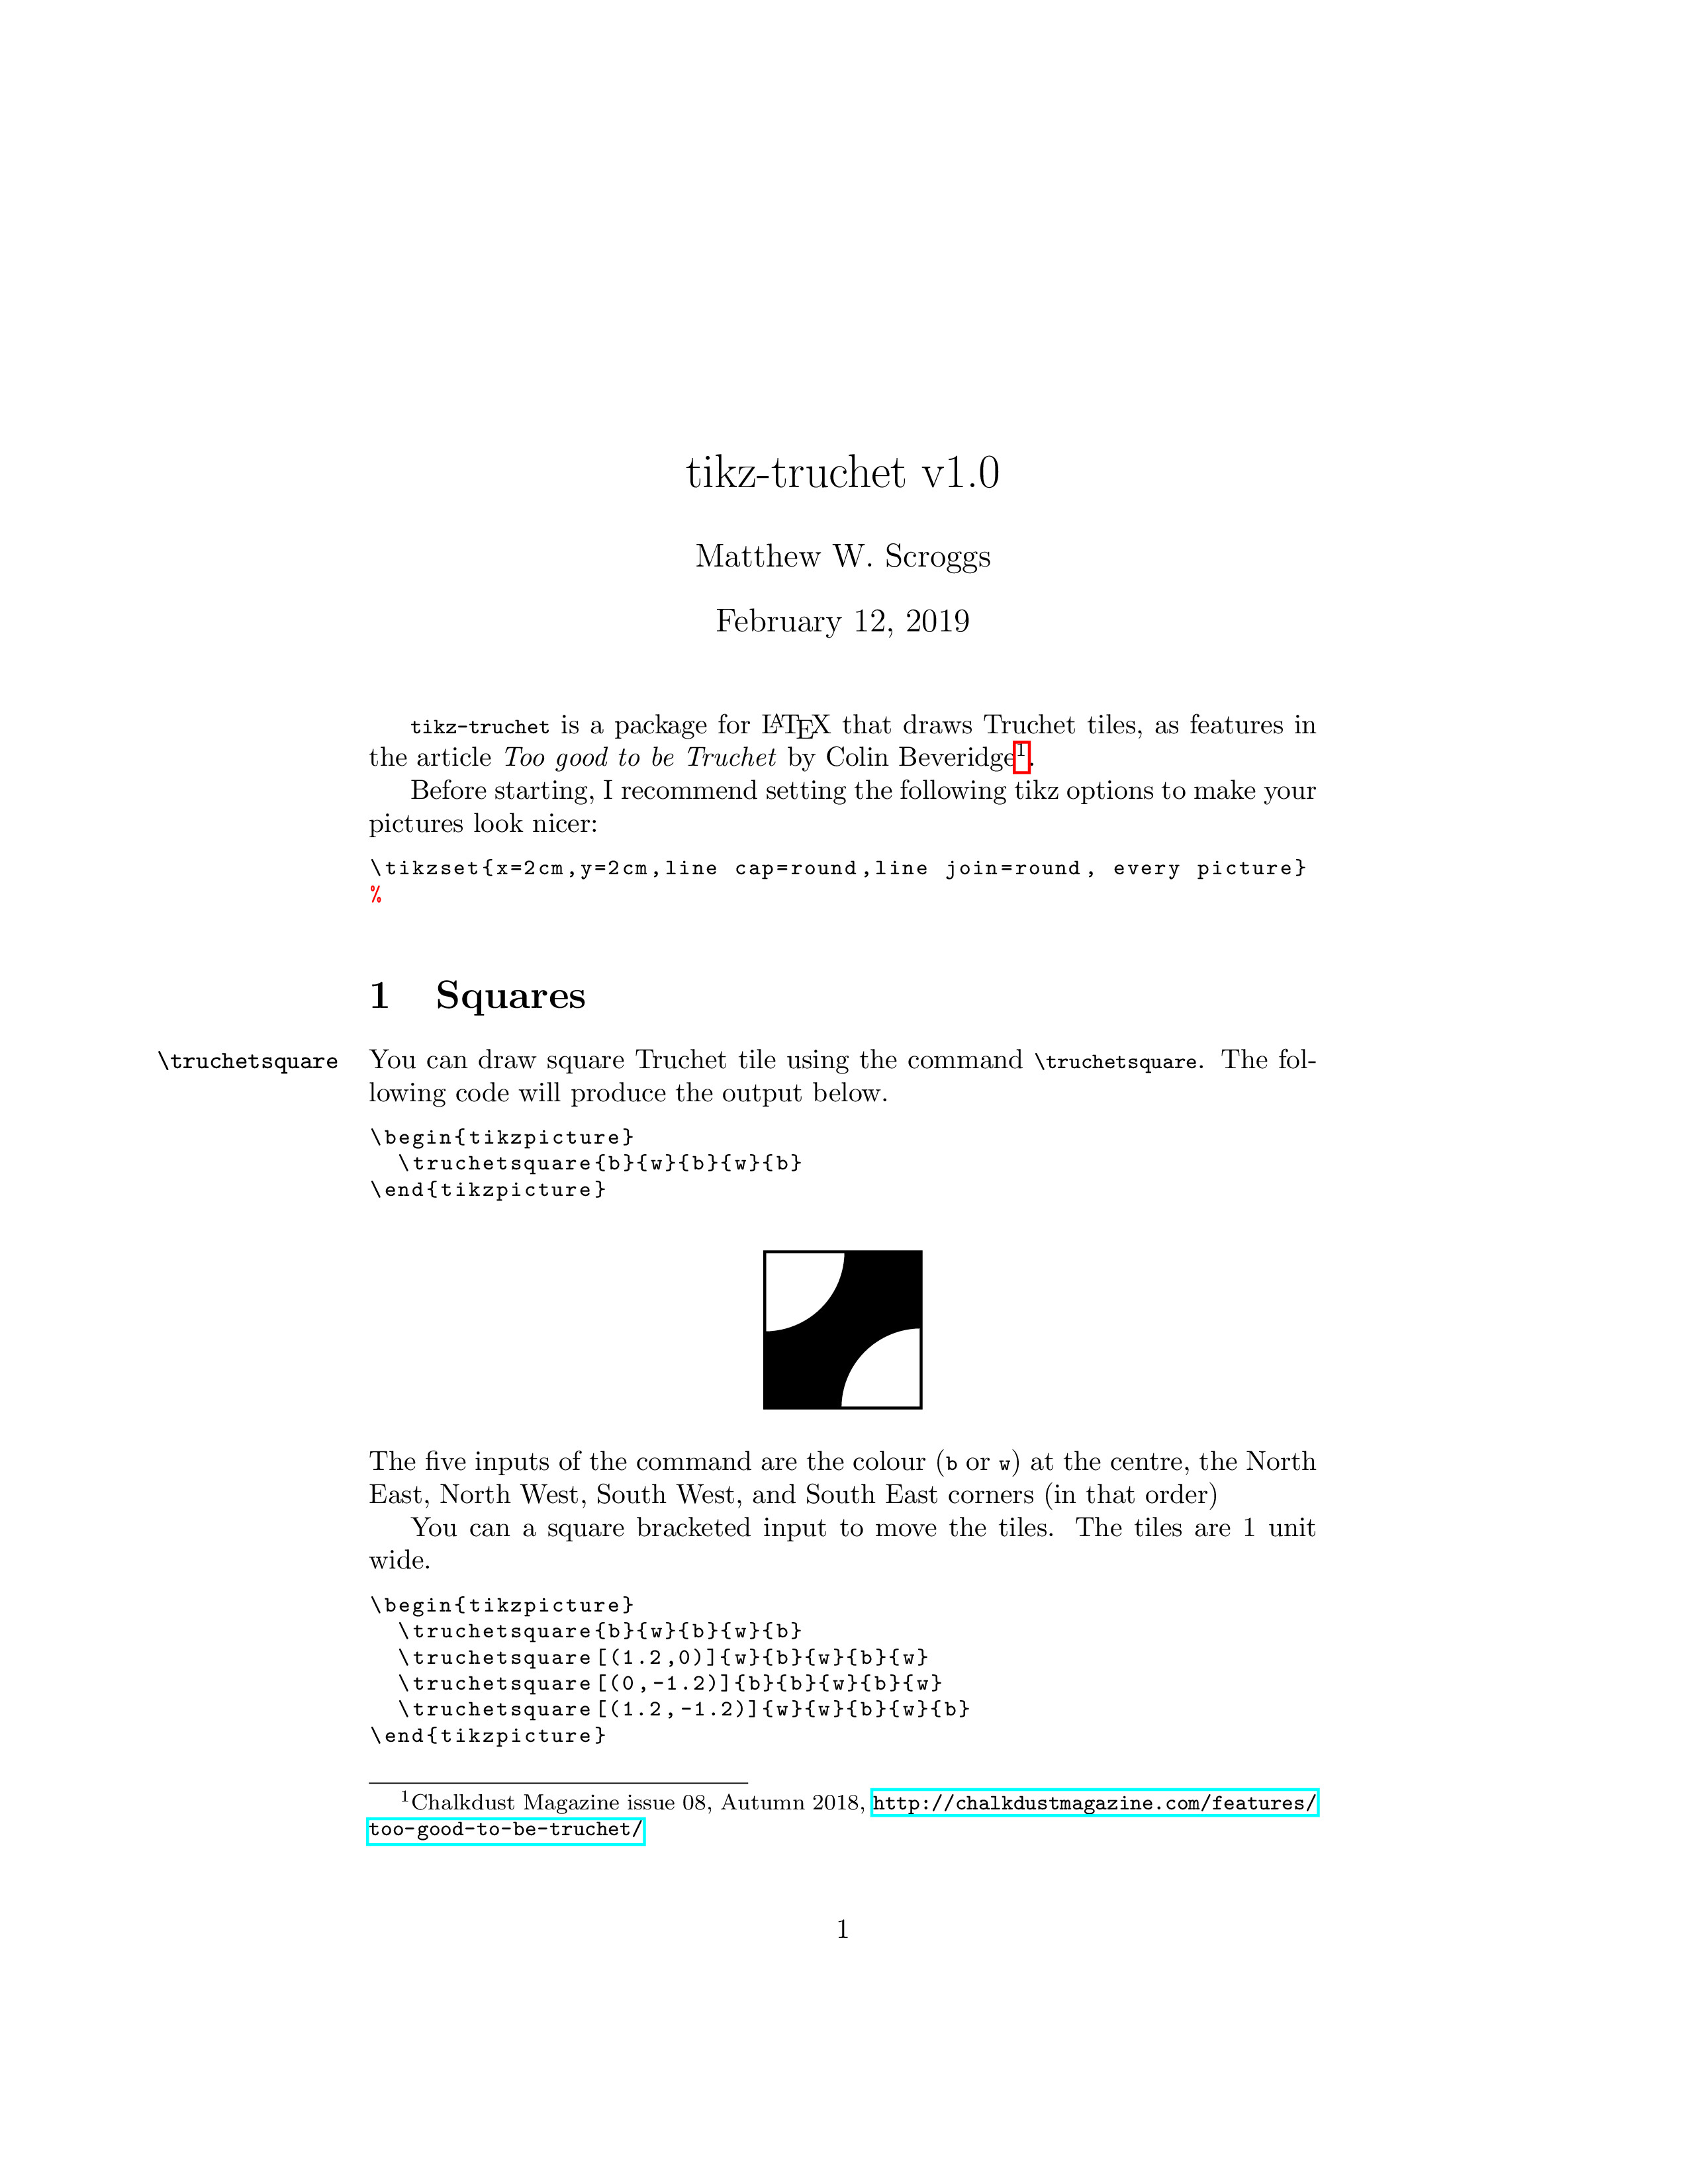 tikz-truchet v1.0
Matthew W. Scroggs
February 12, 2019
tikz-truchet is a package for LATEX that draws Truchet tiles, as features in
the article Too good to be Truchet by Colin Beveridge1.
Before starting, I recommend setting the following tikz options to make your
pictures look nicer:
\tikzset{x=2cm,y=2cm,line cap=round,line join=round, every picture}
%
1 Squares
\truchetsquare You can draw square Truchet tile using the command \truchetsquare. The fol-
lowing code will produce the output below.
\begin{tikzpicture}
  \truchetsquare{b}{w}{b}{w}{b}
\end{tikzpicture}
The five inputs of the command are the colour (b or w) at the centre, the North
East, North West, South West, and South East corners (in that order)
You can a square bracketed input to move the tiles. The tiles are 1 unit
wide.
\begin{tikzpicture}
  \truchetsquare{b}{w}{b}{w}{b}
  \truchetsquare[(1.2,0)]{w}{b}{w}{b}{w}
  \truchetsquare[(0,-1.2)]{b}{b}{w}{b}{w}
  \truchetsquare[(1.2,-1.2)]{w}{w}{b}{w}{b}
\end{tikzpicture}
1Chalkdust Magazine issue 08, Autumn 2018, http://chalkdustmagazine.com/features/
too-good-to-be-truchet/
1